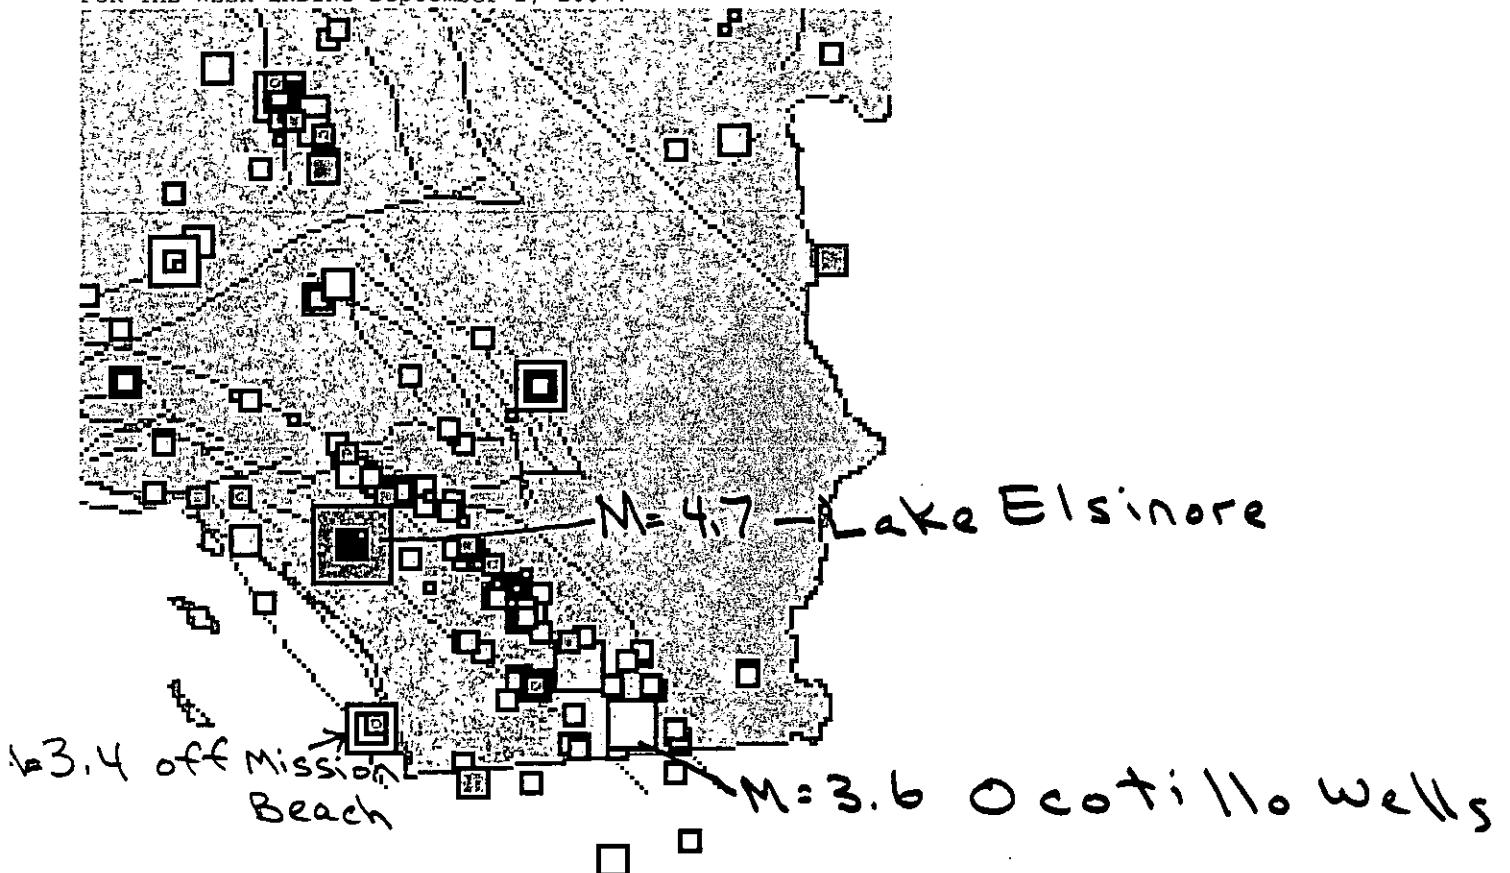 M=4.7 - Lake Elsinore
=3.4 off Mission
Beach
M=3.6 Ocotillo Wells